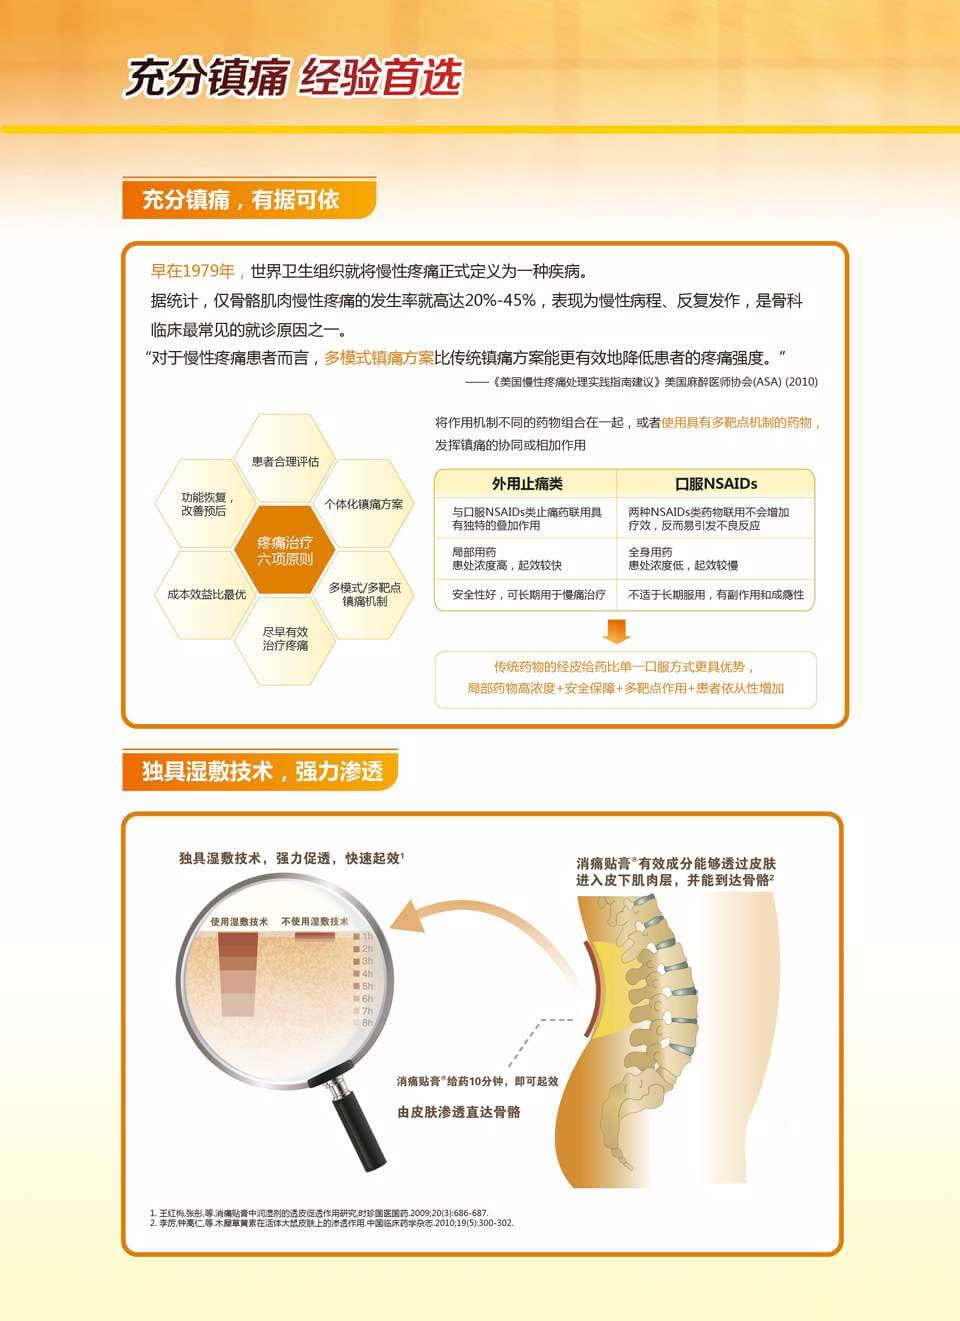 充分镇痛 经验首选
充分镇痛，有据可依
早在1979年，世界卫生组织就将慢性疼痛正式定义为一种疾病。
据统计，仅骨骼肌肉慢性疼痛的发生率就高达20%-45%，表现为慢性病程、反复发作，是骨科
临床最常见的就诊原因之一。
“对于慢性疼痛患者而言，多模式镇痛方案比传统镇痛方案能更有效地降低患者的疼痛强度。”
——《美国慢性疼痛处理实践指南建议》美国麻醉医师协会(ASA) (2010)
患者合理评估
功能恢复，
改善预后
个体化镇痛方案
疼痛治疗
六项原则
成本效益比最优
多模式/多靶点
镇痛机制
尽早有效
治疗疼痛
将作用机制不同的药物组合在一起，或者使用具有多靶点机制的药物，
发挥镇痛的协同或相加作用
外用止痛类
口服NSAIDs
与口服NSAIDs类止痛药联用具
有独特的叠加作用
两种NSAIDs类药物联用不会增加
疗效，反而易引发不良反应
局部用药
患处浓度高，起效较快
全身用药
患处浓度低，起效较慢
安全性好，可长期用于慢痛治疗
不适于长期服用，有副作用和成瘾性
传统药物的经皮给药比单一口服方式更具优势，
局部药物高浓度+安全保障+多靶点作用+患者依从性增加
独具湿敷技术，强力渗透
独具湿敷技术，强力促透，快速起效1
使用湿敷技术 不使用湿敷技术
1h
2h
3h
4h
5h
6h
7h
8h
消痛贴膏®有效成分能够透过皮肤
进入皮下肌肉层，并能到达骨骼2
消痛贴膏®给药10分钟，即可起效
由皮肤渗透直达骨骼
1. 王红梅,张彤,等.消痛贴膏中润湿剂的透皮促透作用研究,时珍国医国药.2009;20(3):686-687.
2. 李厉,钟高仁,等.木犀草黄素在活体大鼠皮肤上的渗透作用.中国临床药学杂志.2010;19(5):300-302.